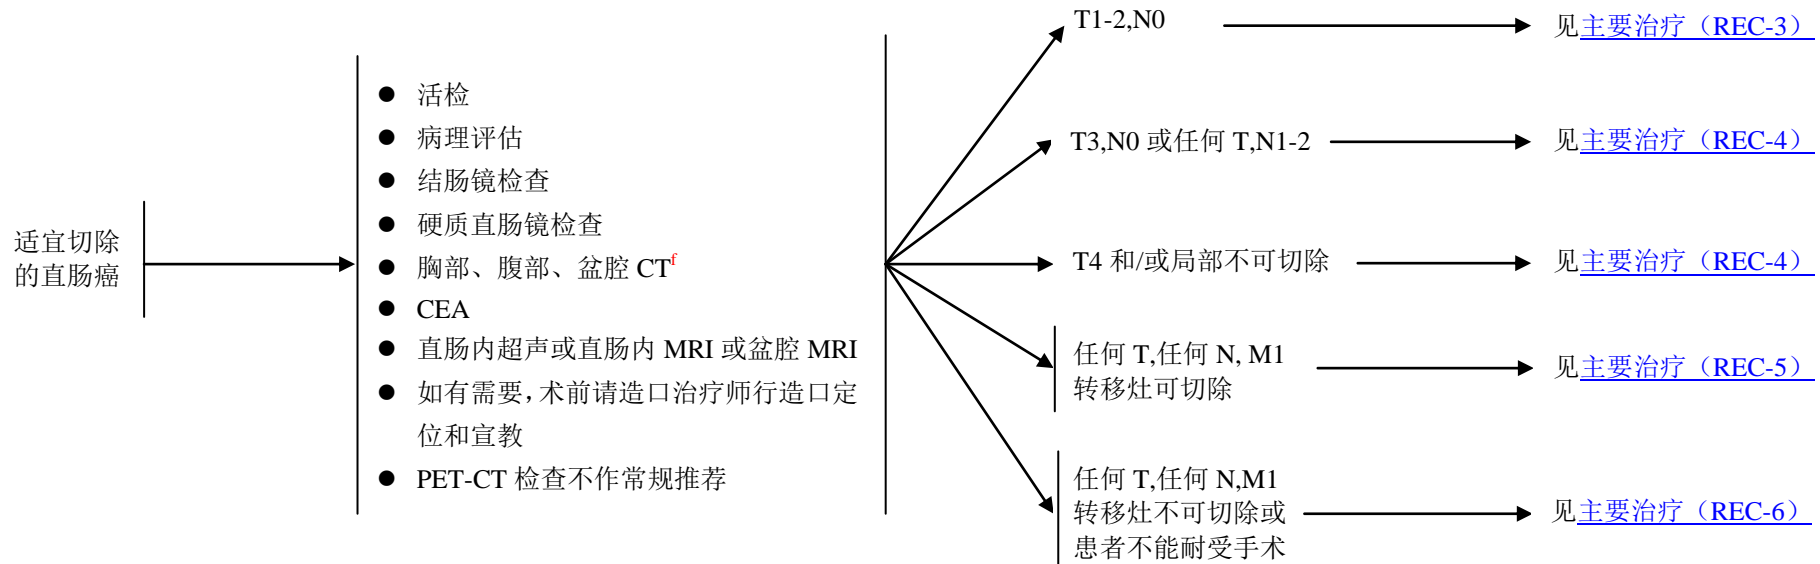 适宜切除
的直肠癌
● 活检
● 病理评估
● 结肠镜检查
● 硬质直肠镜检查
● 胸部、腹部、盆腔 CTf
● CEA
● 直肠内超声或直肠内 MRI 或盆腔 MRI
● 如有需要，术前请造口治疗师行造口定
位和宣教
● PET-CT 检查不作常规推荐
T1-2,N0
见主要治疗（REC-3）
T3,N0 或任何 T,N1-2
见主要治疗（REC-4）
T4 和/或局部不可切除
见主要治疗（REC-4）
任何 T,任何 N, M1
转移灶可切除
见主要治疗（REC-5）
任何 T,任何 N,M1
转移灶不可切除或
患者不能耐受手术
见主要治疗（REC-6）